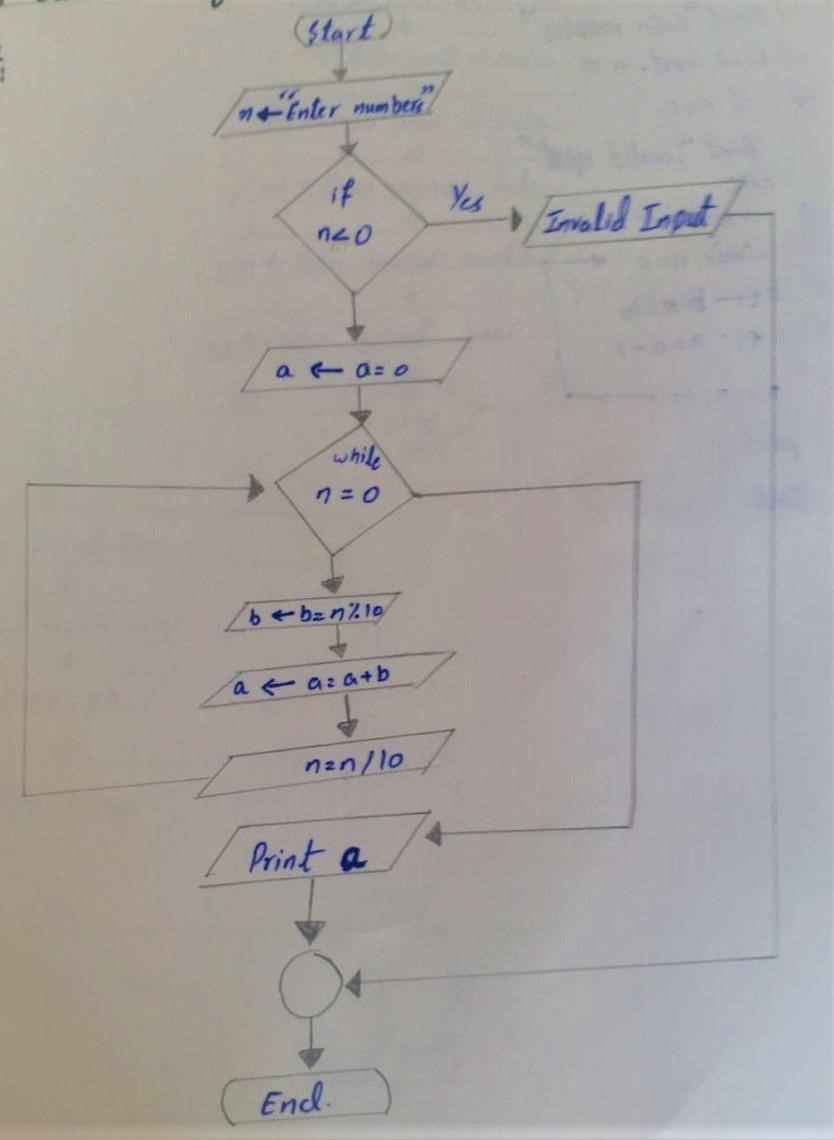 Start
n ← "Enter numbers"
if
n<0
Yes
Invalid Input
a ← a=0
while
n=0
b ← b=n%10
a ← a=a+b
n=n/10
Print a
End.